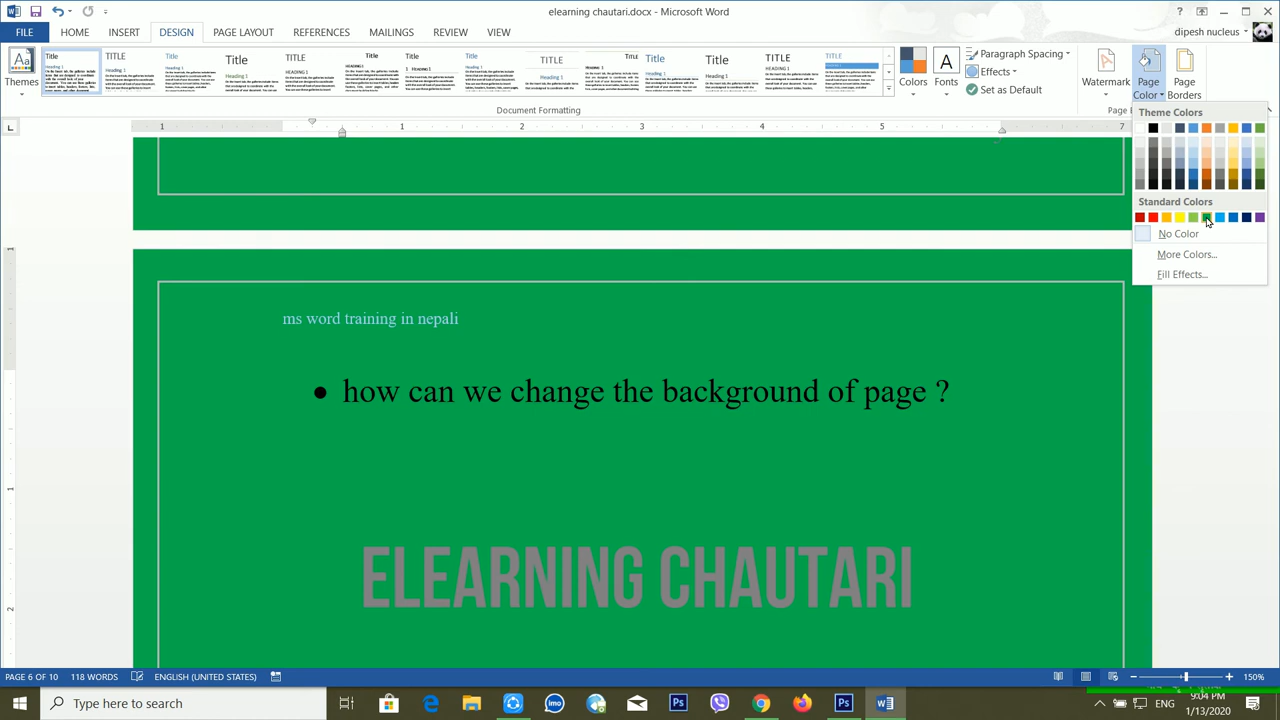 elearning chautari.docx - Microsoft Word
FILE HOME INSERT DESIGN PAGE LAYOUT REFERENCES MAILINGS REVIEW VIEW
dipesh nucleus
Themes
Colors
Fonts
Paragraph Spacing
Effects
Set as Default
Watermark
Page Color
Page Borders
Document Formatting
Theme Colors
Standard Colors
No Color
More Colors...
Fill Effects...
ms word training in nepali
• how can we change the background of page ?
ELEARNING CHAUTARI
PAGE 6 OF 10 118 WORDS ENGLISH (UNITED STATES) 150%
Type here to search
ENG
9:04 PM
1/13/2020